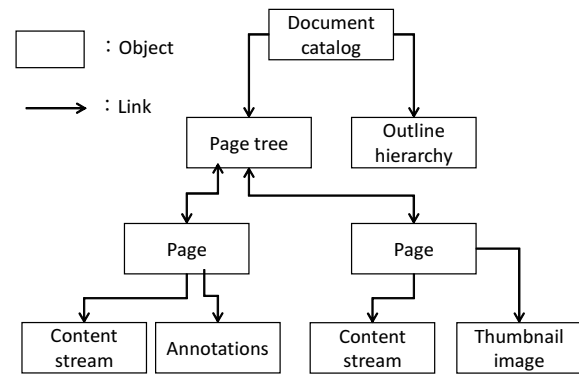 Document
catalog
: Object
: Link
Page tree
Outline
hierarchy
Page
Page
Content
stream
Annotations
Content
stream
Thumbnail
image